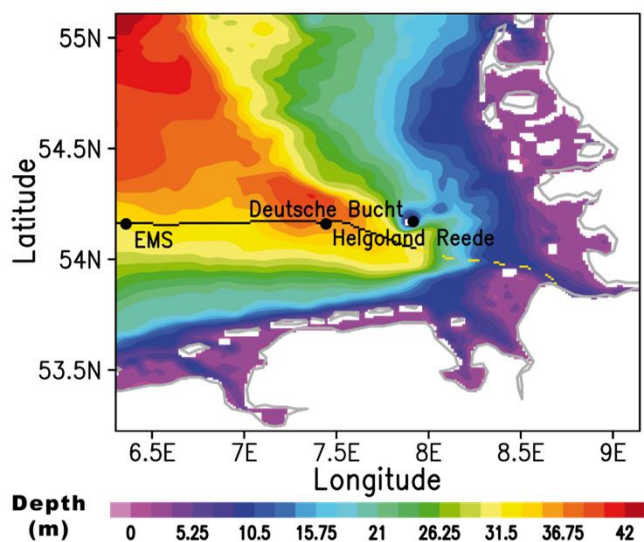 55N
54.5N
54N
53.5N
Latitude
Deutsche Bucht
EMS
Helgoland Reede
6.5E 7E 7.5E 8E 8.5E 9E
Longitude
Depth
(m)
0 5.25 10.5 15.75 21 26.25 31.5 36.75 42